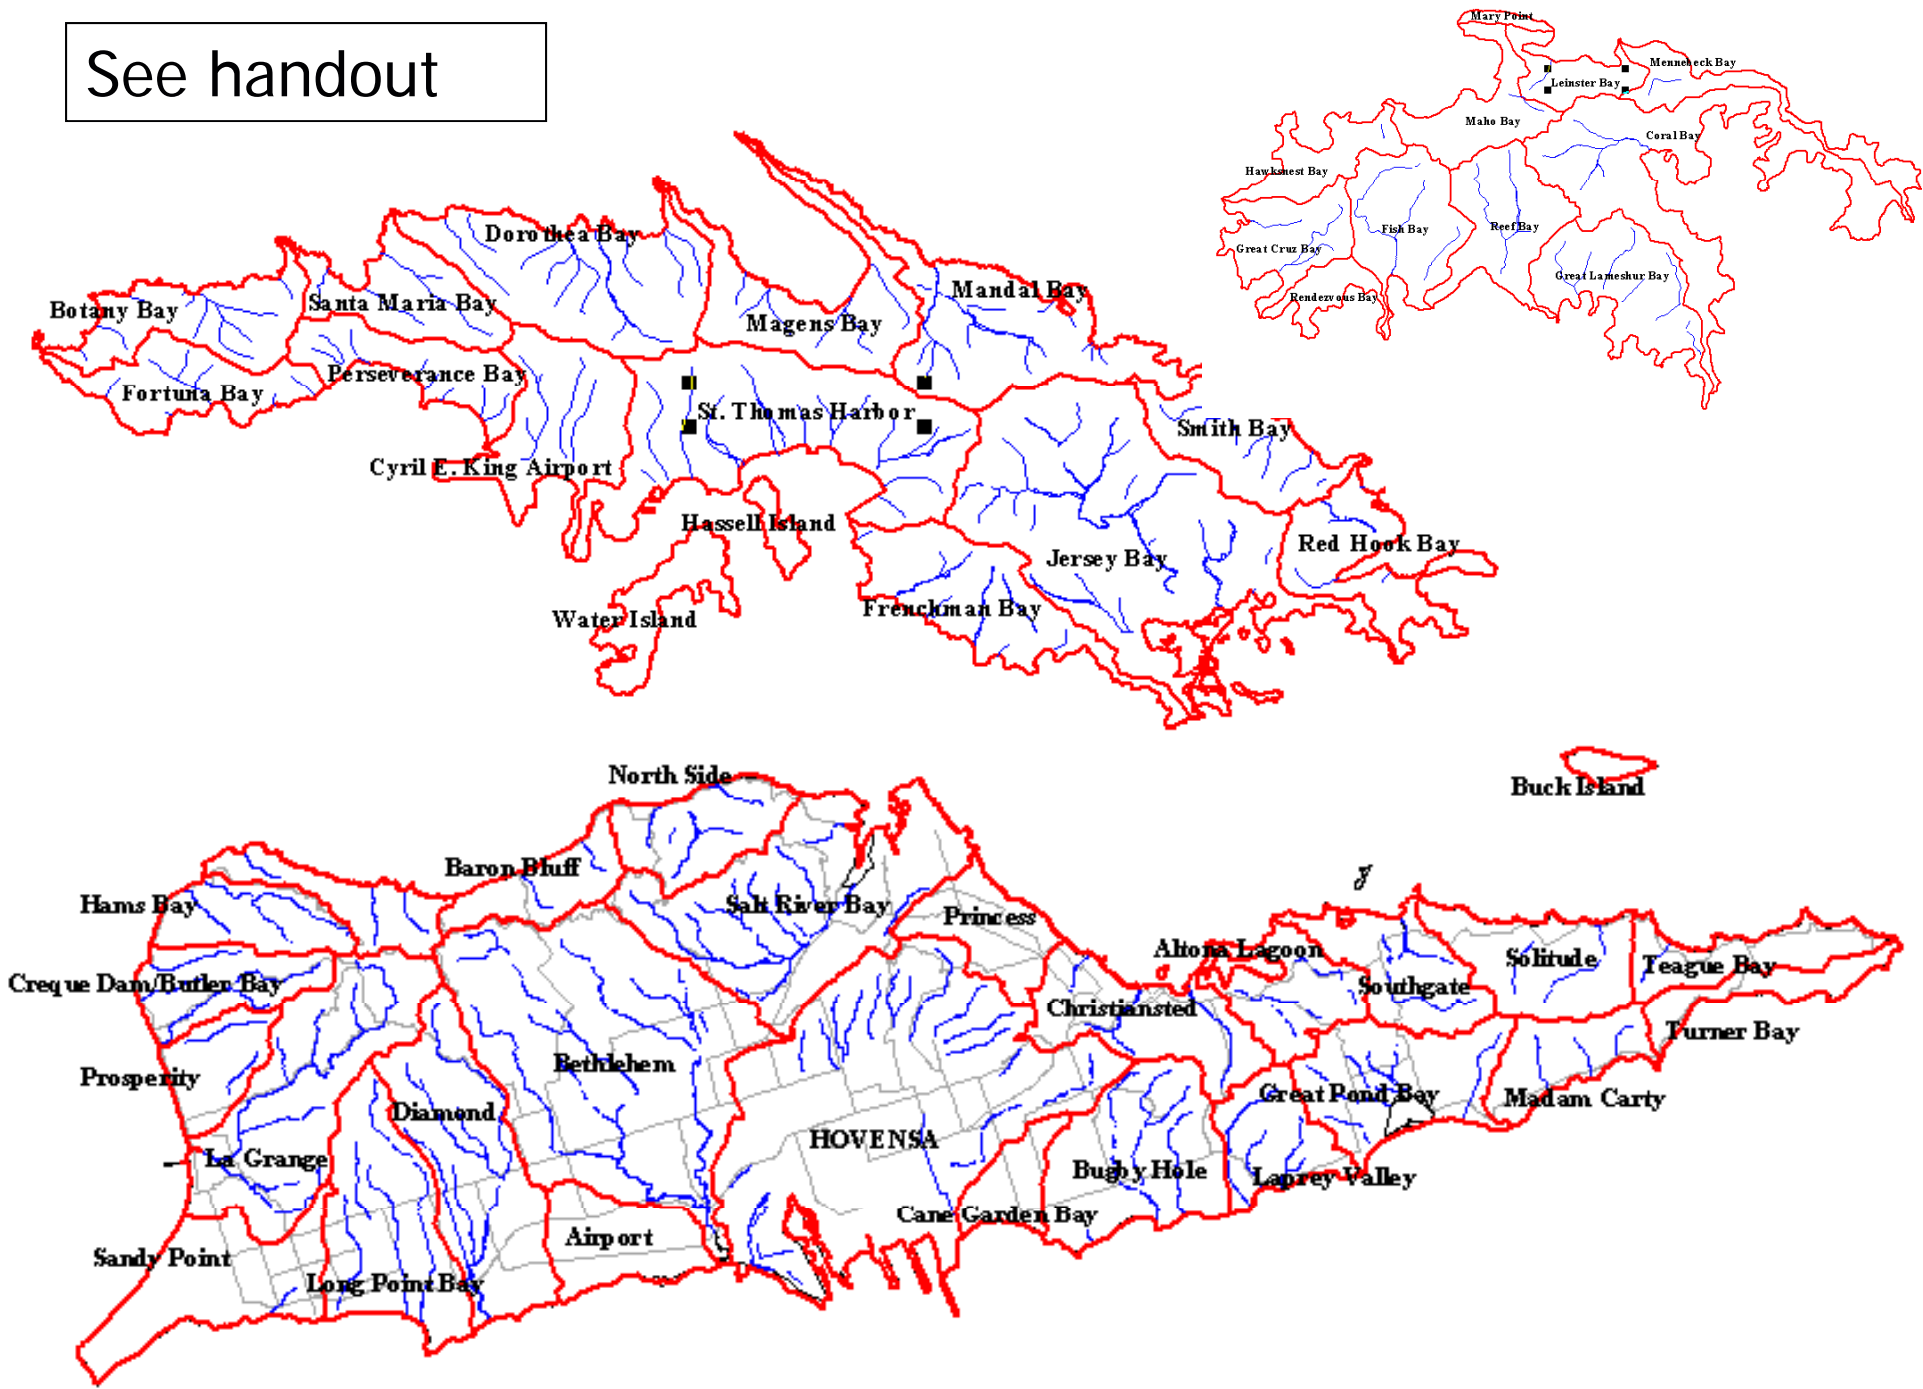 See handout
Mary Point
Mennebeck Bay
Leinster Bay
Maho Bay
Coral Bay
Hawksnest Bay
Fish Bay
Reef Bay
Great Cruz Bay
Great Lameshur Bay
Rendezvous Bay
Dorothea Bay
Botany Bay
Santa Maria Bay
Mandal Bay
Magens Bay
Perseverance Bay
Fortuna Bay
St. Thomas Harbor
Smith Bay
Cyril E. King Airport
Hassell Island
Red Hook Bay
Jersey Bay
Frenchman Bay
Water Island
North Side
Buck Island
Baron Bluff
Hams Bay
Salt River Bay
Princess
Altona Lagoon
Solitude
Teague Bay
Creque Dam/Butler Bay
Southgate
Christiansted
Turner Bay
Bethlehem
Prosperity
Great Pond Bay
Madam Carty
Diamond
HOVENSA
La Grange
Bugby Hole
Laprey Valley
Cane Garden Bay
Airport
Sandy Point
Long Point Bay